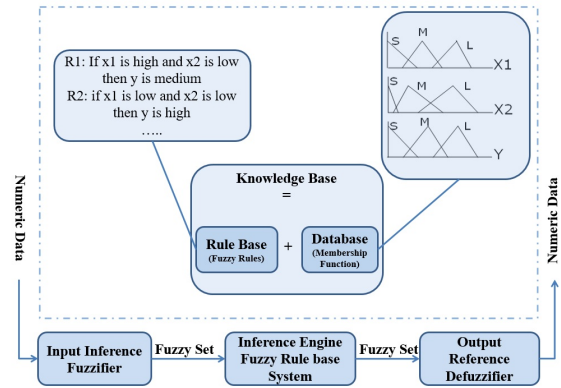 R1: If x1 is high and x2 is low
then y is medium
R2: if x1 is low and x2 is low
then y is high
.....
S
M
L
X1
S
M
L
X2
S
M
L
Y
Knowledge Base
=
Rule Base
(Fuzzy Rules)
+
Database
(Membership
Function)
Numeric Data
Numeric Data
Input Inference
Fuzzifier
Fuzzy Set
Inference Engine
Fuzzy Rule base
System
Fuzzy Set
Output
Reference
Defuzzifier